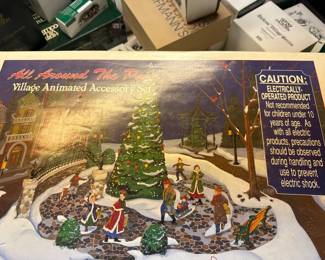 All Around The Park
Village Animated Accessory Set
CAUTION:
ELECTRICALLY-
OPERATED PRODUCT
Not recommended
for children under 10
years of age. As
with all electric
products, precautions
should be observed
during handling and
use to prevent
electric shock.